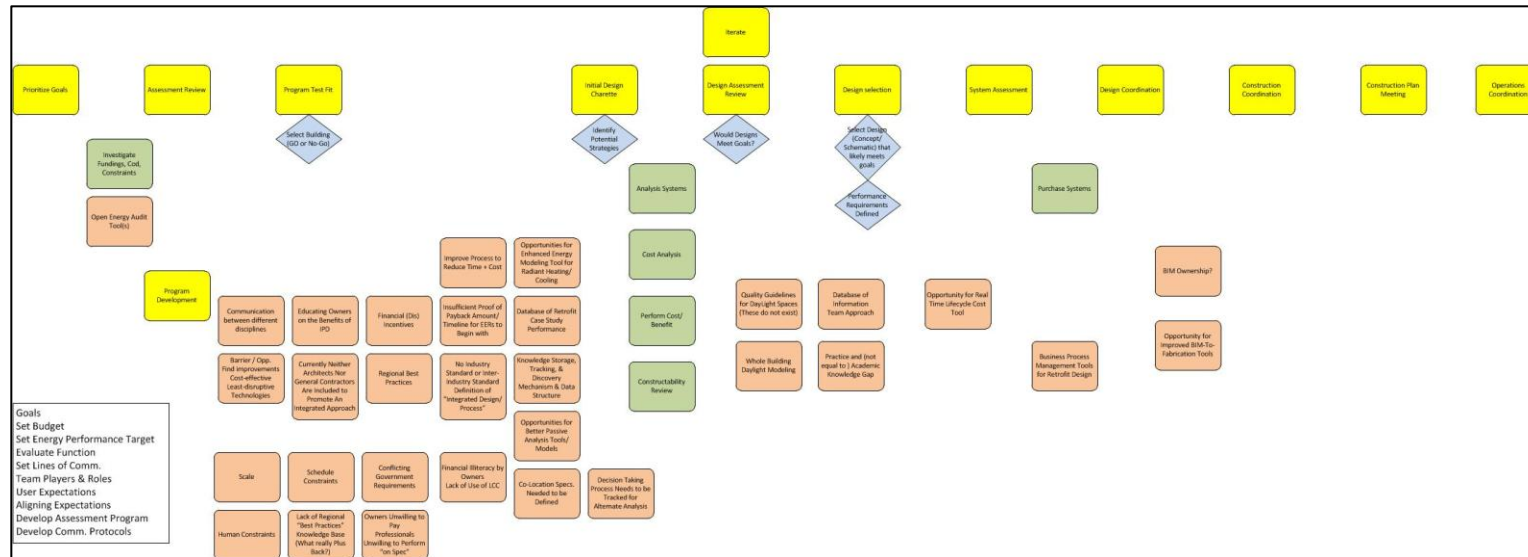 Iterate
Prioritize Goals
Assessment Review
Program Test Fit
Initial Design
Charette
Design Assessment
Review
Design selection
System Assessment
Design Coordination
Construction
Coordination
Construction Plan
Meeting
Operations
Coordination
Select Building
(GO or No-Go)
Identify
Potential
Strategies
Would Designs
Meet Goals?
Select Design
(Concept/
Schematic) that
likely meets
goals
Investigate
Fundings, Cod,
Constraints
Analysis Systems
Performance
Requirements
Defined
Purchase Systems
Open Energy Audit
Tool(s)
Improve Process to
Reduce Time + Cost
Opportunities for
Enhanced Energy
Modeling Tool for
Radiant Heating/
Cooling
Cost Analysis
BIM Ownership?
Program
Development
Communication
between different
disciplines
Educating Owners
on the Benefits of
IPD
Financial (Dis)
Incentives
Insufficient Proof of
Payback Amount/
Timeline for EERs to
Begin with
Database of Retrofit
Case Study
Performance
Perform Cost/
Benefit
Quality Guidelines
for DayLight Spaces
(These do not exist)
Database of
Information
Team Approach
Opportunity for Real
Time Lifecycle Cost
Tool
Opportunity for
Improved BIM-To-
Fabrication Tools
Barrier / Opp.
Find improvements
Cost-effective
Least-disruptive
Technologies
Currently Neither
Architects Nor
General Contractors
Are Included to
Promote An
Integrated Approach
Regional Best
Practices
No Industry
Standard or Inter-
Industry Standard
Definition of
"Integrated Design/
Process"
Knowledge Storage,
Tracking, &
Discovery
Mechanism & Data
Structure
Constructability
Review
Whole Building
Daylight Modeling
Practice and (not
equal to ) Academic
Knowledge Gap
Business Process
Management Tools
for Retrofit Design
Opportunities for
Better Passive
Analysis Tools/
Models
Scale
Schedule
Constraints
Conflicting
Government
Requirements
Financial Illiteracy by
Owners
Lack of Use of LCC
Co-Location Specs.
Needed to be
Defined
Decision Taking
Process Needs to be
Tracked for
Alternate Analysis
Human Constraints
Lack of Regional
"Best Practices"
Knowledge Base
(What really Plus
Back?)
Owners Unwilling to
Pay
Professionals
Unwilling to Perform
"on Spec"
Goals
Set Budget
Set Energy Performance Target
Evaluate Function
Set Lines of Comm.
Team Players & Roles
User Expectations
Aligning Expectations
Develop Assessment Program
Develop Comm. Protocols